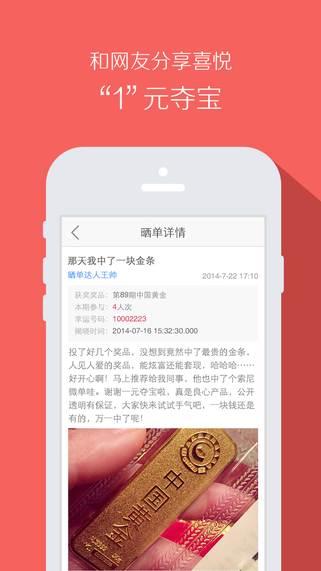 和网友分享喜悦
“1”元夺宝
晒单详情
那天我中了一块金条
晒单达人王帅
2014-7-22 17:10
获奖奖品：第89期中国黄金
本期参与：4人次
幸运号码：10002223
揭晓时间：2014-07-16 15:32:30.000
投了好几个奖品，没想到竟然中了最贵的金条，
人见人爱的奖品，能炫富还能套现，哈哈哈……
好开心啊！马上推荐给我同事，他也中了个索尼
微单哇。谢谢一元夺宝啦，真是良心产品，公开
透明有保证，大家快来试试手气吧，一块钱还是
有的，万一中了呢！
中国黄金